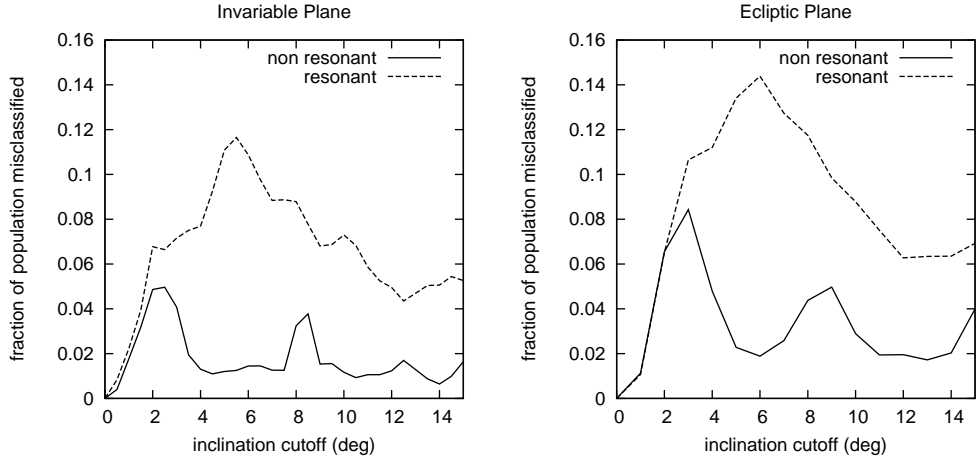 Invariable Plane
0.16
0.14
0.12
0.1
0.08
0.06
0.04
0.02
0
0 2 4 6 8 10 12 14
fraction of population misclassified
inclination cutoff (deg)
non resonant
resonant
Ecliptic Plane
0.16
0.14
0.12
0.1
0.08
0.06
0.04
0.02
0
0 2 4 6 8 10 12 14
fraction of population misclassified
inclination cutoff (deg)
non resonant
resonant